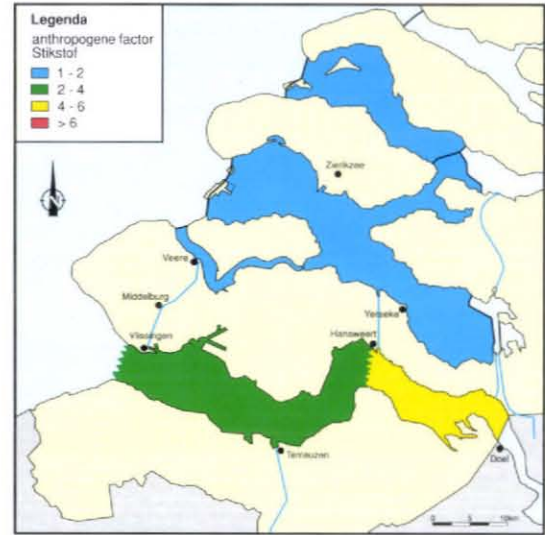 Legenda
anthropogene factor
Stikstof
1 - 2
2 - 4
4 - 6
> 6
N
Zierikzee
Veere
Middelburg
Yerseke
Vlissingen
Hansweert
Terneuzen
Doel
0 5 10km